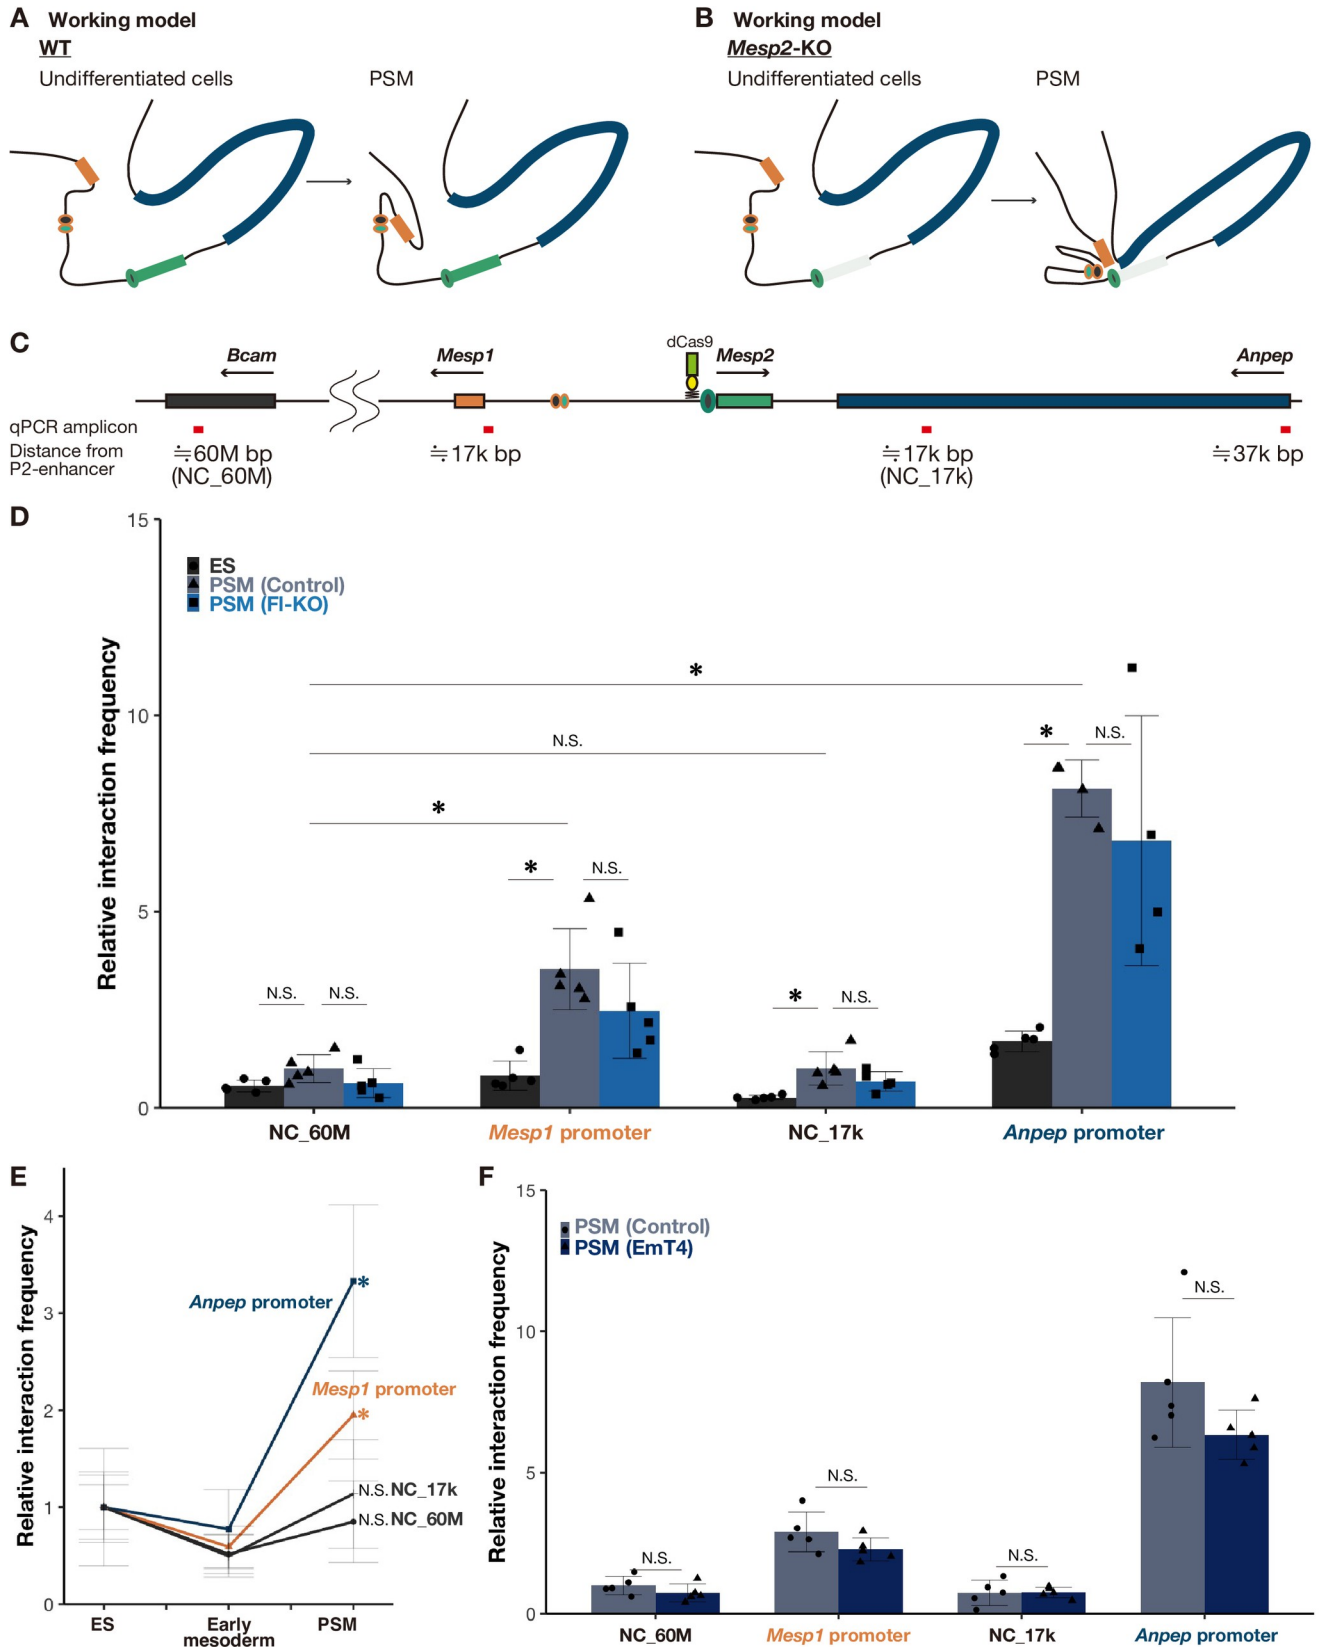 A Working model
WT
Undifferentiated cells PSM
B Working model
Mesp2-KO
Undifferentiated cells PSM
C
dCas9
Bcam Mesp1 Mesp2 Anpep
qPCR amplicon
Distance from
P2-enhancer
≒60M bp
(NC_60M)
≒17k bp
≒17k bp
(NC_17k)
≒37k bp
D
Relative interaction frequency
15
10
5
0
ES
PSM (Control)
PSM (FI-KO)
*
N.S.
*
* N.S.
* N.S.
N.S. N.S.
* N.S.
NC_60M Mesp1 promoter NC_17k Anpep promoter
E
Relative interaction frequency
4
3
2
1
0
Anpep promoter *
Mesp1 promoter
*
N.S. NC_17k
N.S. NC_60M
ES Early PSM
mesoderm
F
Relative interaction frequency
15
10
5
0
PSM (Control)
PSM (EmT4)
N.S.
N.S.
N.S.
N.S.
NC_60M Mesp1 promoter NC_17k Anpep promoter